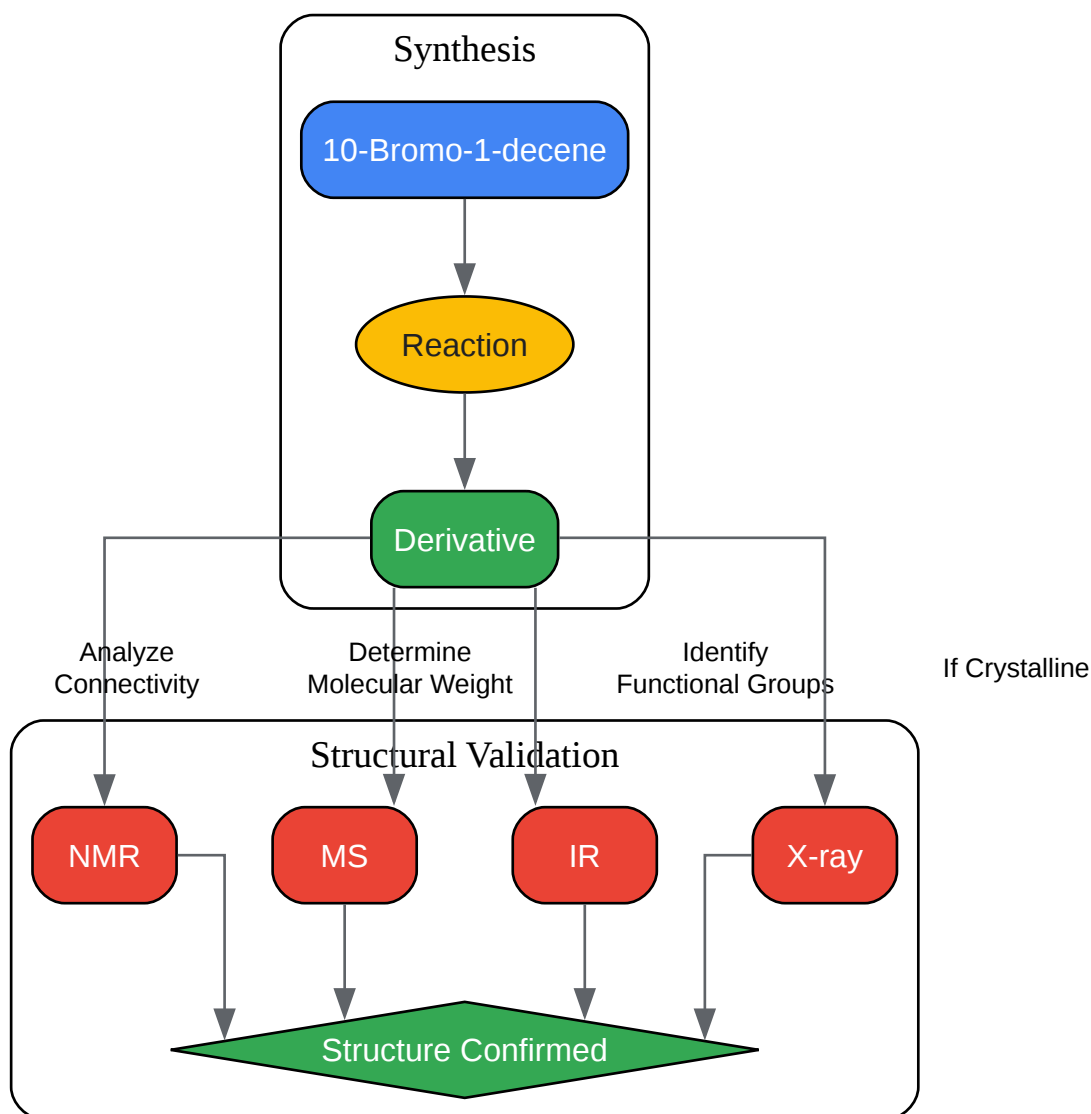 Synthesis
10-Bromo-1-decene
Reaction
Derivative
Analyze
Connectivity
Determine
Molecular Weight
Identify
Functional Groups
If Crystalline
Structural Validation
NMR
MS
IR
X-ray
Structure Confirmed